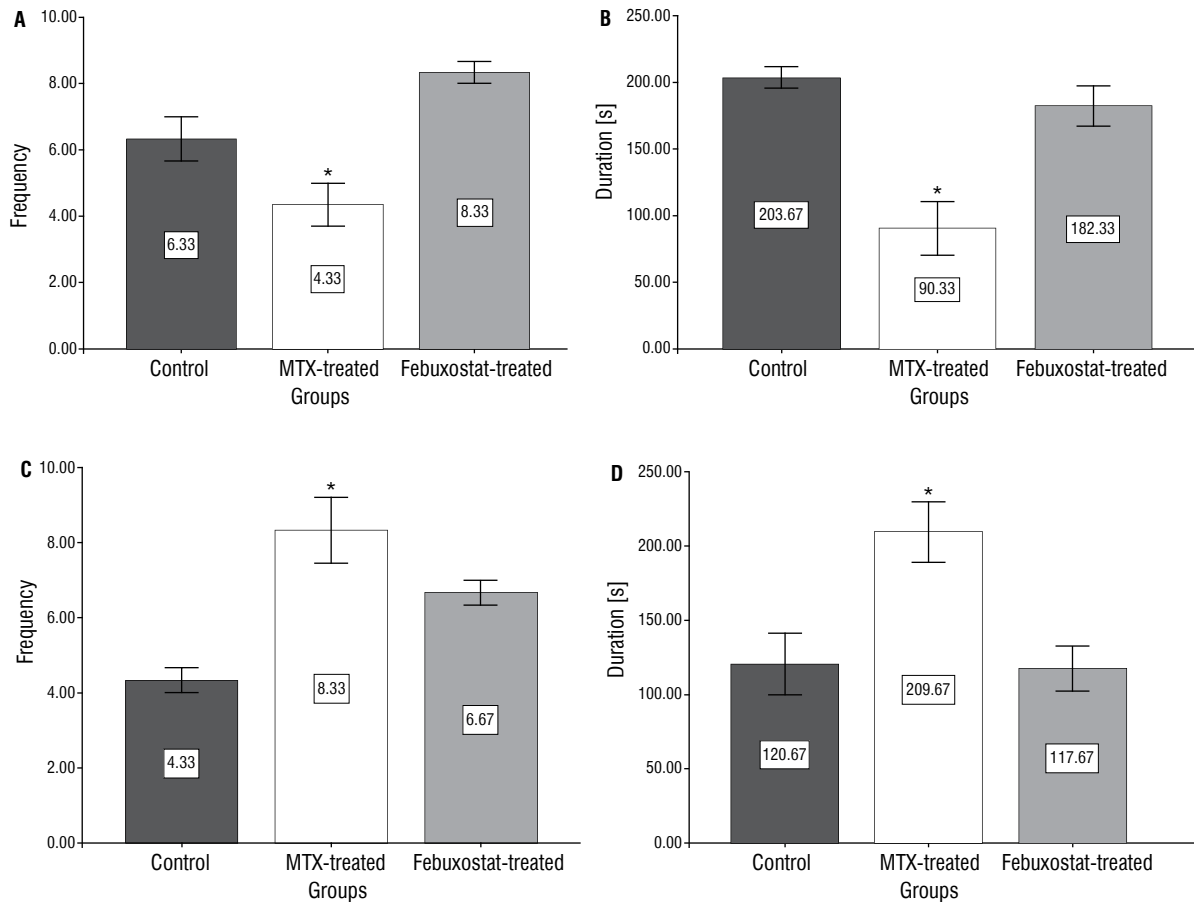 A
10.00
8.00
6.00
4.00
2.00
0.00
Frequency
*
6.33
4.33
8.33
Control MTX-treated Febuxostat-treated
Groups
B
250.00
200.00
150.00
100.00
50.00
0.00
Duration [s]
*
203.67
90.33
182.33
Control MTX-treated Febuxostat-treated
Groups
C
10.00
8.00
6.00
4.00
2.00
0.00
Frequency
*
4.33
8.33
6.67
Control MTX-treated Febuxostat-treated
Groups
D
250.00
200.00
150.00
100.00
50.00
0.00
Duration [s]
*
120.67
209.67
117.67
Control MTX-treated Febuxostat-treated
Groups